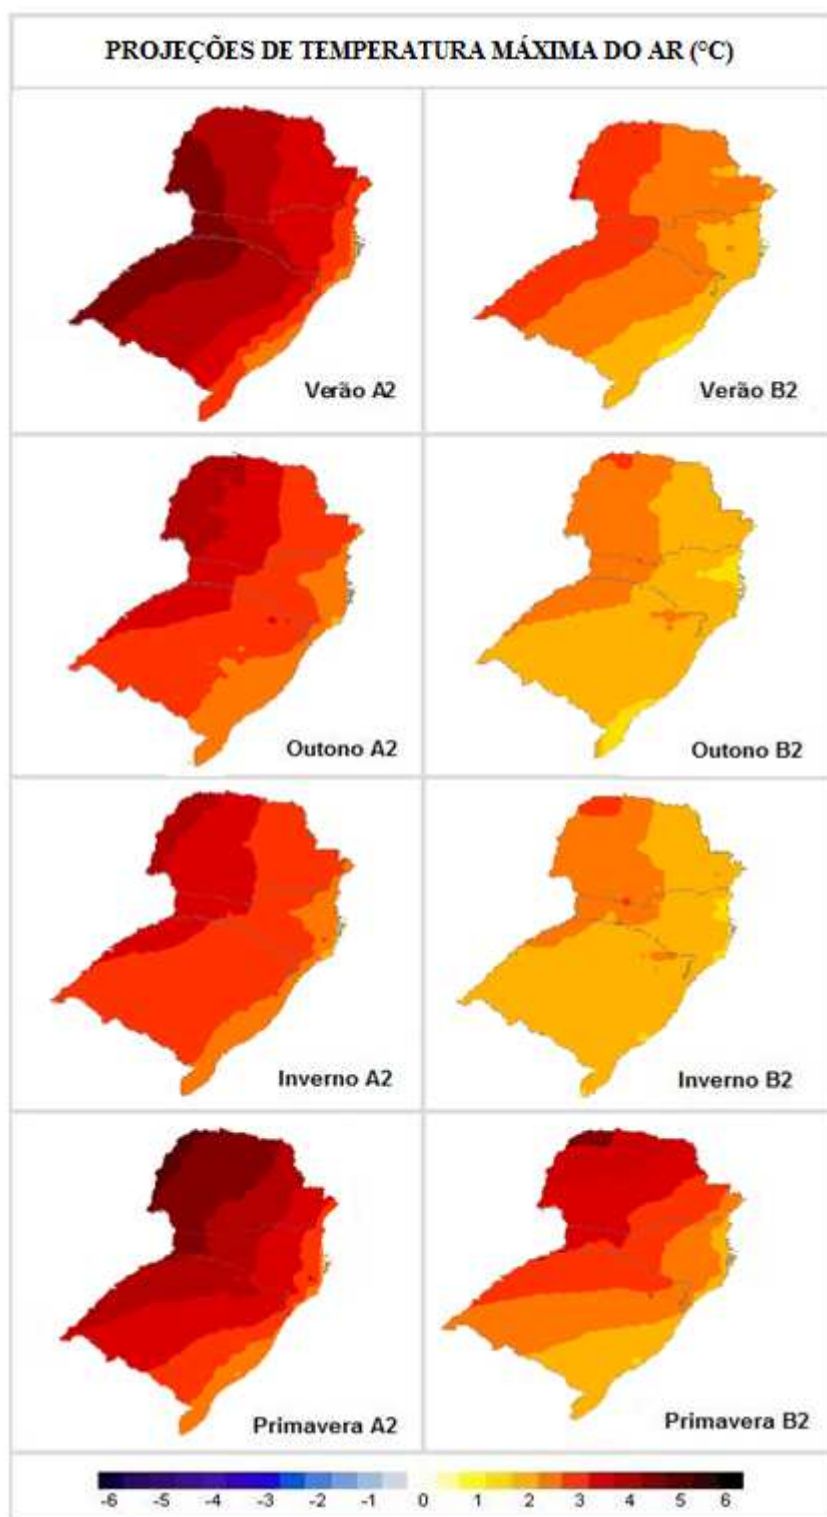 PROJEÇÕES DE TEMPERATURA MÁXIMA DO AR (°C)
Verão A2
Verão B2
Outono A2
Outono B2
Inverno A2
Inverno B2
Primavera A2
Primavera B2
-6 -5 -4 -3 -2 -1 0 1 2 3 4 5 6